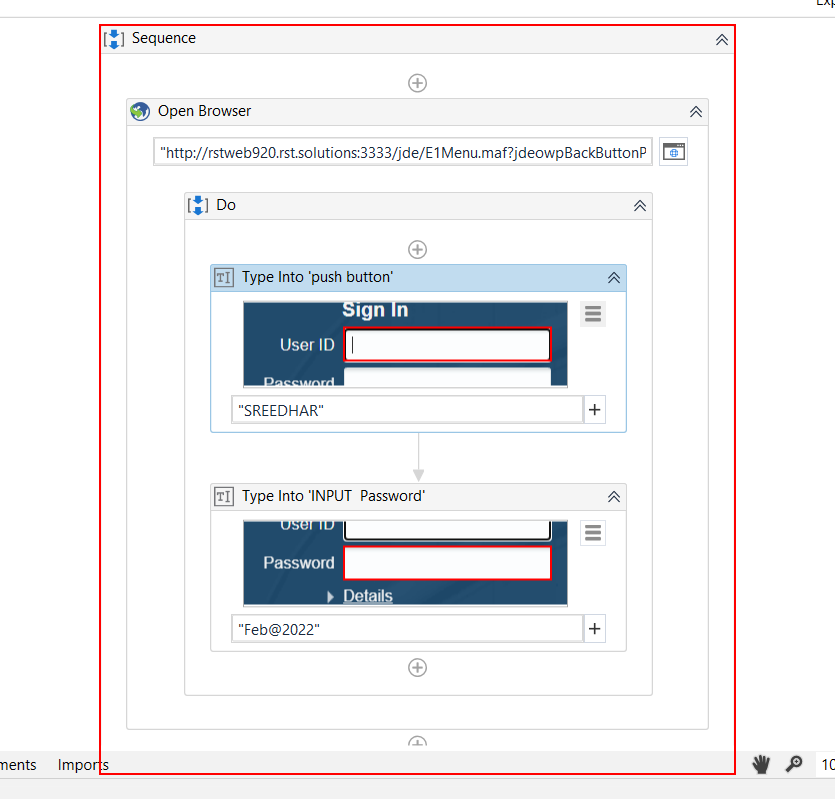 Exp
Sequence
Open Browser
"http://rstweb920.rst.solutions:3333/jde/E1Menu.maf?jdeowpBackButtonP
Do
Type Into 'push button'
Sign In
User ID
Password
"SREEDHAR"
Type Into 'INPUT  Password'
User ID
Password
Details
"Feb@2022"
ments Imports
10